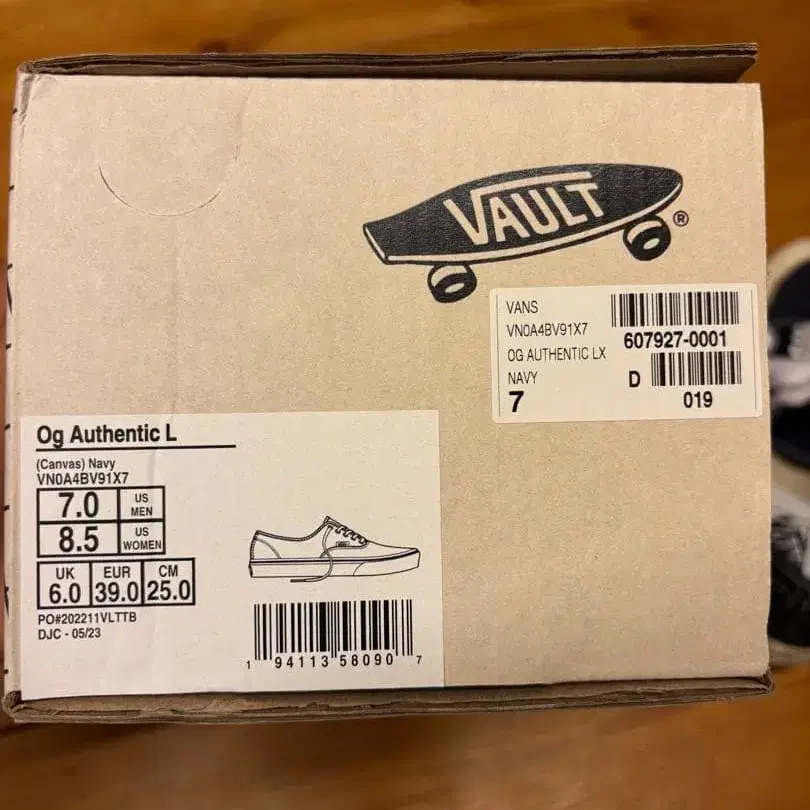 VAULT
®
VANS
VN0A4BV91X7
607927-0001
OG AUTHENTIC LX
NAVY
D
7
019
Og Authentic L
(Canvas) Navy
VN0A4BV91X7
7.0 US MEN
8.5 US WOMEN
UK EUR CM
6.0 39.0 25.0
PO#202211VLTTB
DJC - 05/23
1 94113 58090 7